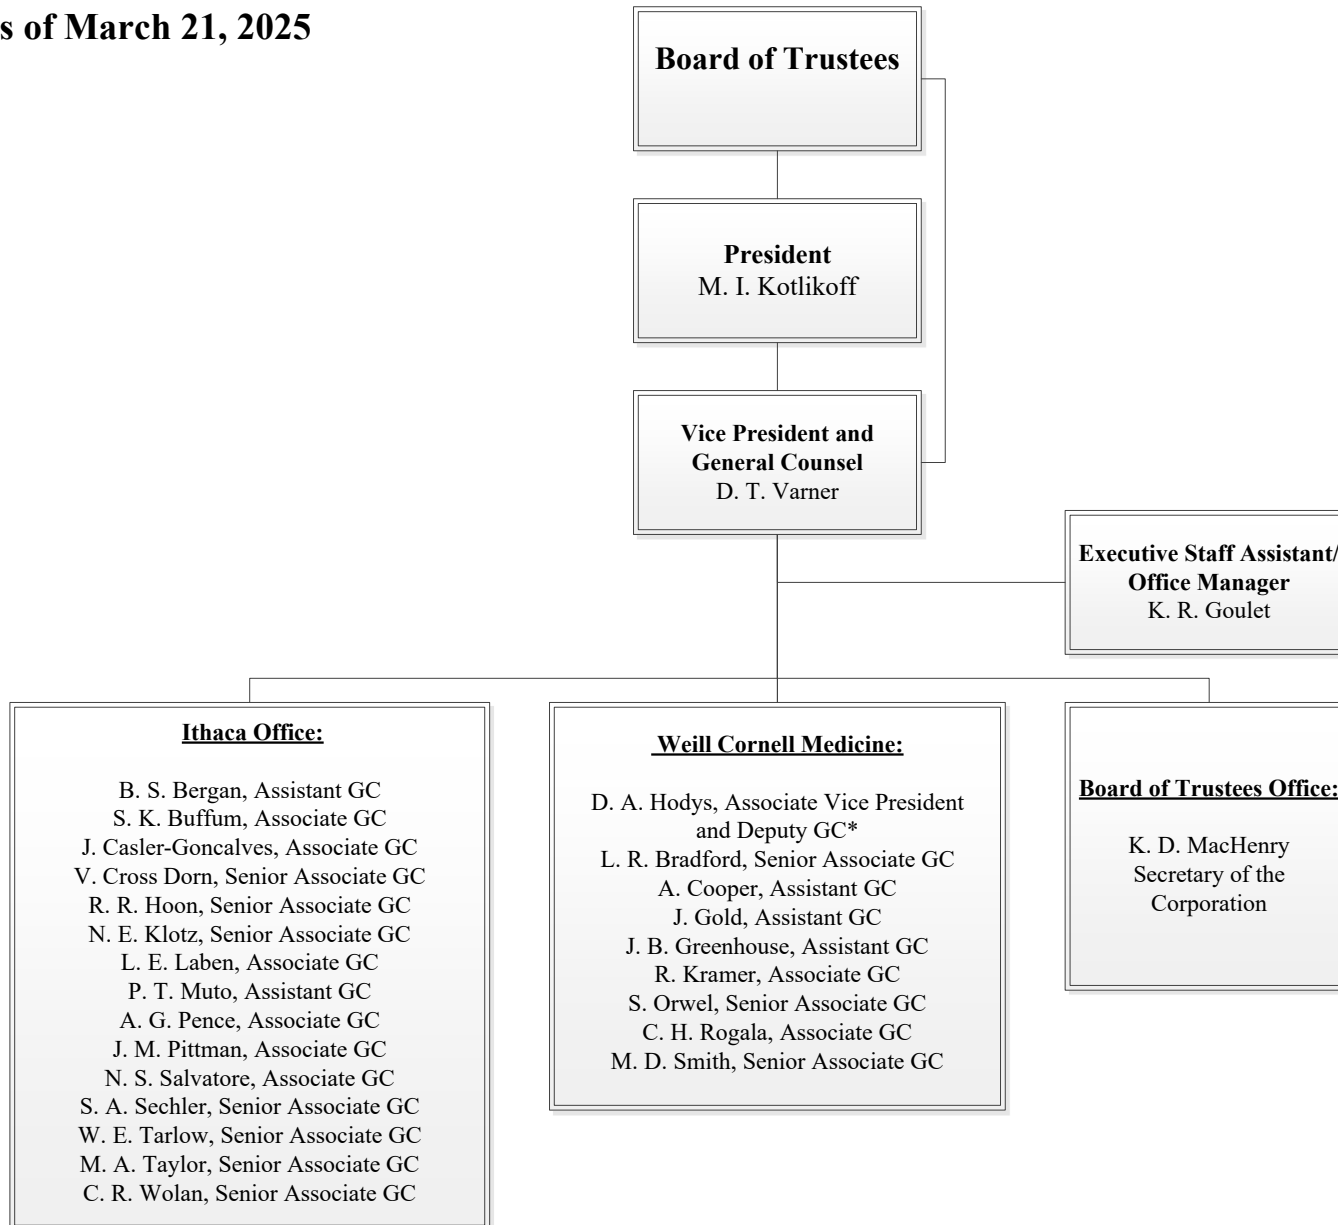 s of March 21, 2025
Board of Trustees
President
M. I. Kotlikoff
Vice President and
General Counsel
D. T. Varner
Executive Staff Assistant/
Office Manager
K. R. Goulet
Ithaca Office:
B. S. Bergan, Assistant GC
S. K. Buffum, Associate GC
J. Casler-Goncalves, Associate GC
V. Cross Dorn, Senior Associate GC
R. R. Hoon, Senior Associate GC
N. E. Klotz, Senior Associate GC
L. E. Laben, Associate GC
P. T. Muto, Assistant GC
A. G. Pence, Associate GC
J. M. Pittman, Associate GC
N. S. Salvatore, Associate GC
S. A. Sechler, Senior Associate GC
W. E. Tarlow, Senior Associate GC
M. A. Taylor, Senior Associate GC
C. R. Wolan, Senior Associate GC
Weill Cornell Medicine:
D. A. Hodys, Associate Vice President
and Deputy GC*
L. R. Bradford, Senior Associate GC
A. Cooper, Assistant GC
J. Gold, Assistant GC
J. B. Greenhouse, Assistant GC
R. Kramer, Associate GC
S. Orwel, Senior Associate GC
C. H. Rogala, Associate GC
M. D. Smith, Senior Associate GC
Board of Trustees Office:
K. D. MacHenry
Secretary of the
Corporation